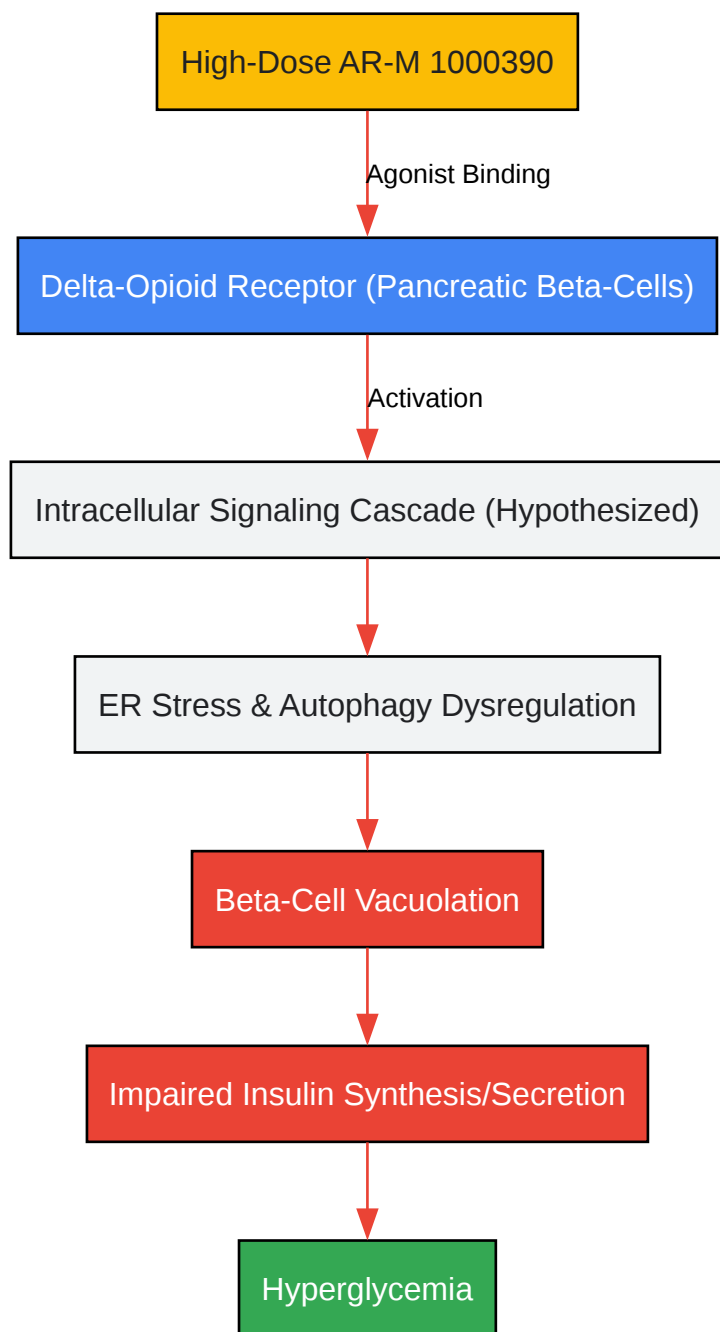 High-Dose AR-M 1000390
Agonist Binding
Delta-Opioid Receptor (Pancreatic Beta-Cells)
Activation
Intracellular Signaling Cascade (Hypothesized)
ER Stress & Autophagy Dysregulation
Beta-Cell Vacuolation
Impaired Insulin Synthesis/Secretion
Hyperglycemia